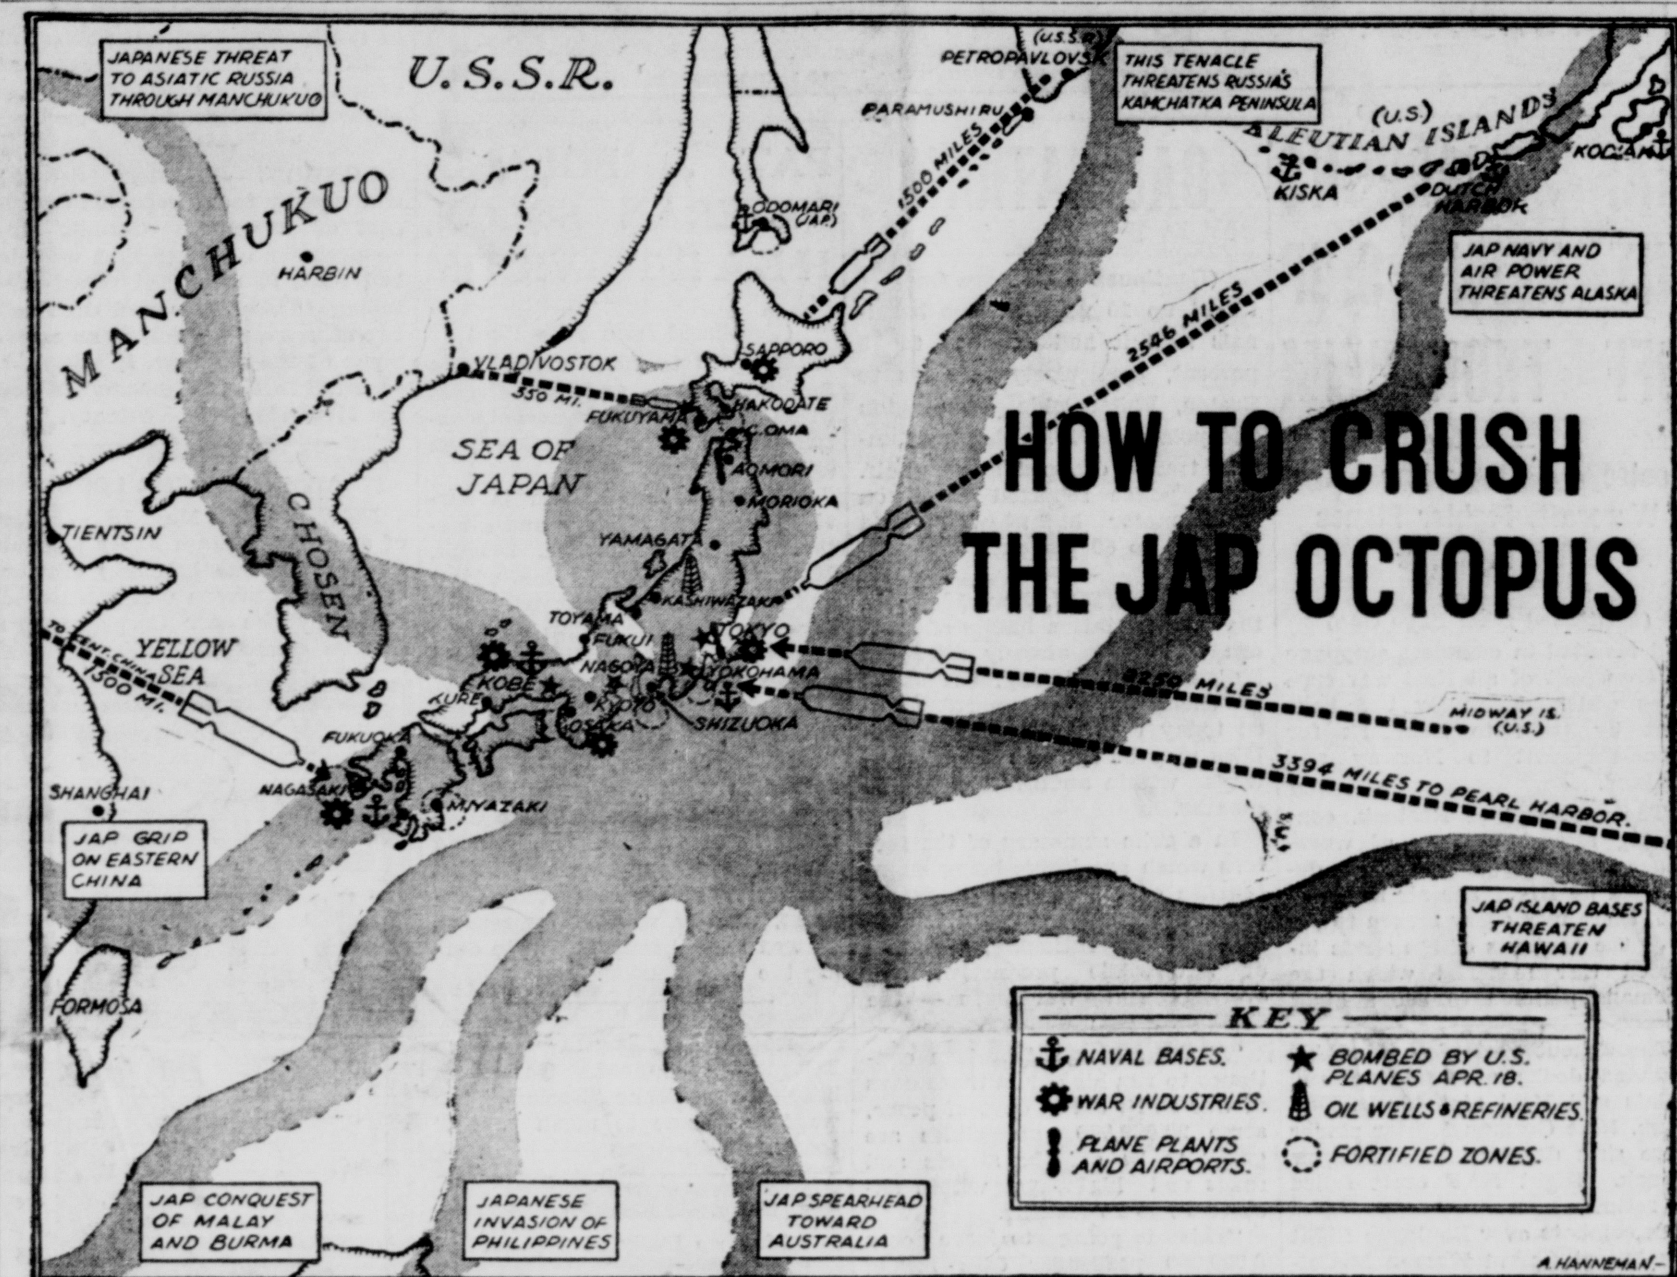 JAPANESE THREAT
TO ASIATIC RUSSIA
THROUGH MANCHUKUO
U.S.S.R.
(U.S.S.R)
PETROPAVLOVSK
THIS TENACLE
THREATENS RUSSIA'S
KAMCHATKA PENINSULA
PARAMUSHIRU
1500 MILES
(U.S.)
ALEUTIAN ISLANDS
KODIAK
KISKA
DUTCH
HARBOR
MANCHUKUO
HARBIN
ODOMARI
(JAP.)
JAP NAVY AND
AIR POWER
THREATENS ALASKA
2546 MILES
VLADIVOSTOK
550 MI.
SAPPORO
HAKODATE
FUKUYAMA
C.OMA
AOMORI
MORIOKA
SEA OF
JAPAN
HOW TO CRUSH
THE JAP OCTOPUS
TIENTSIN
CHOSEN
YAMAGATA
KASHIWAZAKI
TOYAMA
FUKUI
TOKYO
NAGOYA
YOKOHAMA
KOBE
KYOTO
KURE
OSAKA
SHIZUOKA
YELLOW
SEA
TO CENT. CHINA
1500 MI.
FUKUOKA
NAGASAKI
MIYAZAKI
SHANGHAI
2250 MILES
MIDWAY IS.
(U.S.)
3394 MILES TO PEARL HARBOR.
JAP GRIP
ON EASTERN
CHINA
JAP ISLAND BASES
THREATEN
HAWAII
FORMOSA
KEY
NAVAL BASES.
WAR INDUSTRIES.
PLANE PLANTS
AND AIRPORTS.
BOMBED BY U.S.
PLANES APR. 18.
OIL WELLS & REFINERIES.
FORTIFIED ZONES.
JAP CONQUEST
OF MALAY
AND BURMA
JAPANESE
INVASION OF
PHILIPPINES
JAP SPEARHEAD
TOWARD
AUSTRALIA
A. HANNEMAN-